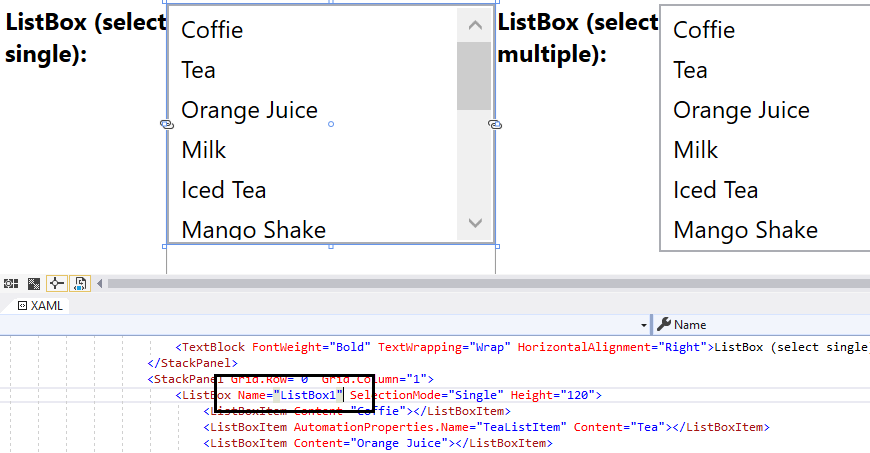 ListBox (select
single):
Coffie
Tea
Orange Juice
Milk
Iced Tea
Mango Shake
ListBox (select
multiple):
Coffie
Tea
Orange Juice
Milk
Iced Tea
Mango Shake
XAML
Name
<TextBlock FontWeight="Bold" TextWrapping="Wrap" HorizontalAlignment="Right">ListBox (select single
</StackPanel>
<StackPanel Grid.Row="0" Grid.Column="1">
<ListBox Name="ListBox1" SelectionMode="Single" Height="120">
<ListBoxItem Content="Coffie"></ListBoxItem>
<ListBoxItem AutomationProperties.Name="TeaListItem" Content="Tea"></ListBoxItem>
<ListBoxItem Content="Orange Juice"></ListBoxItem>